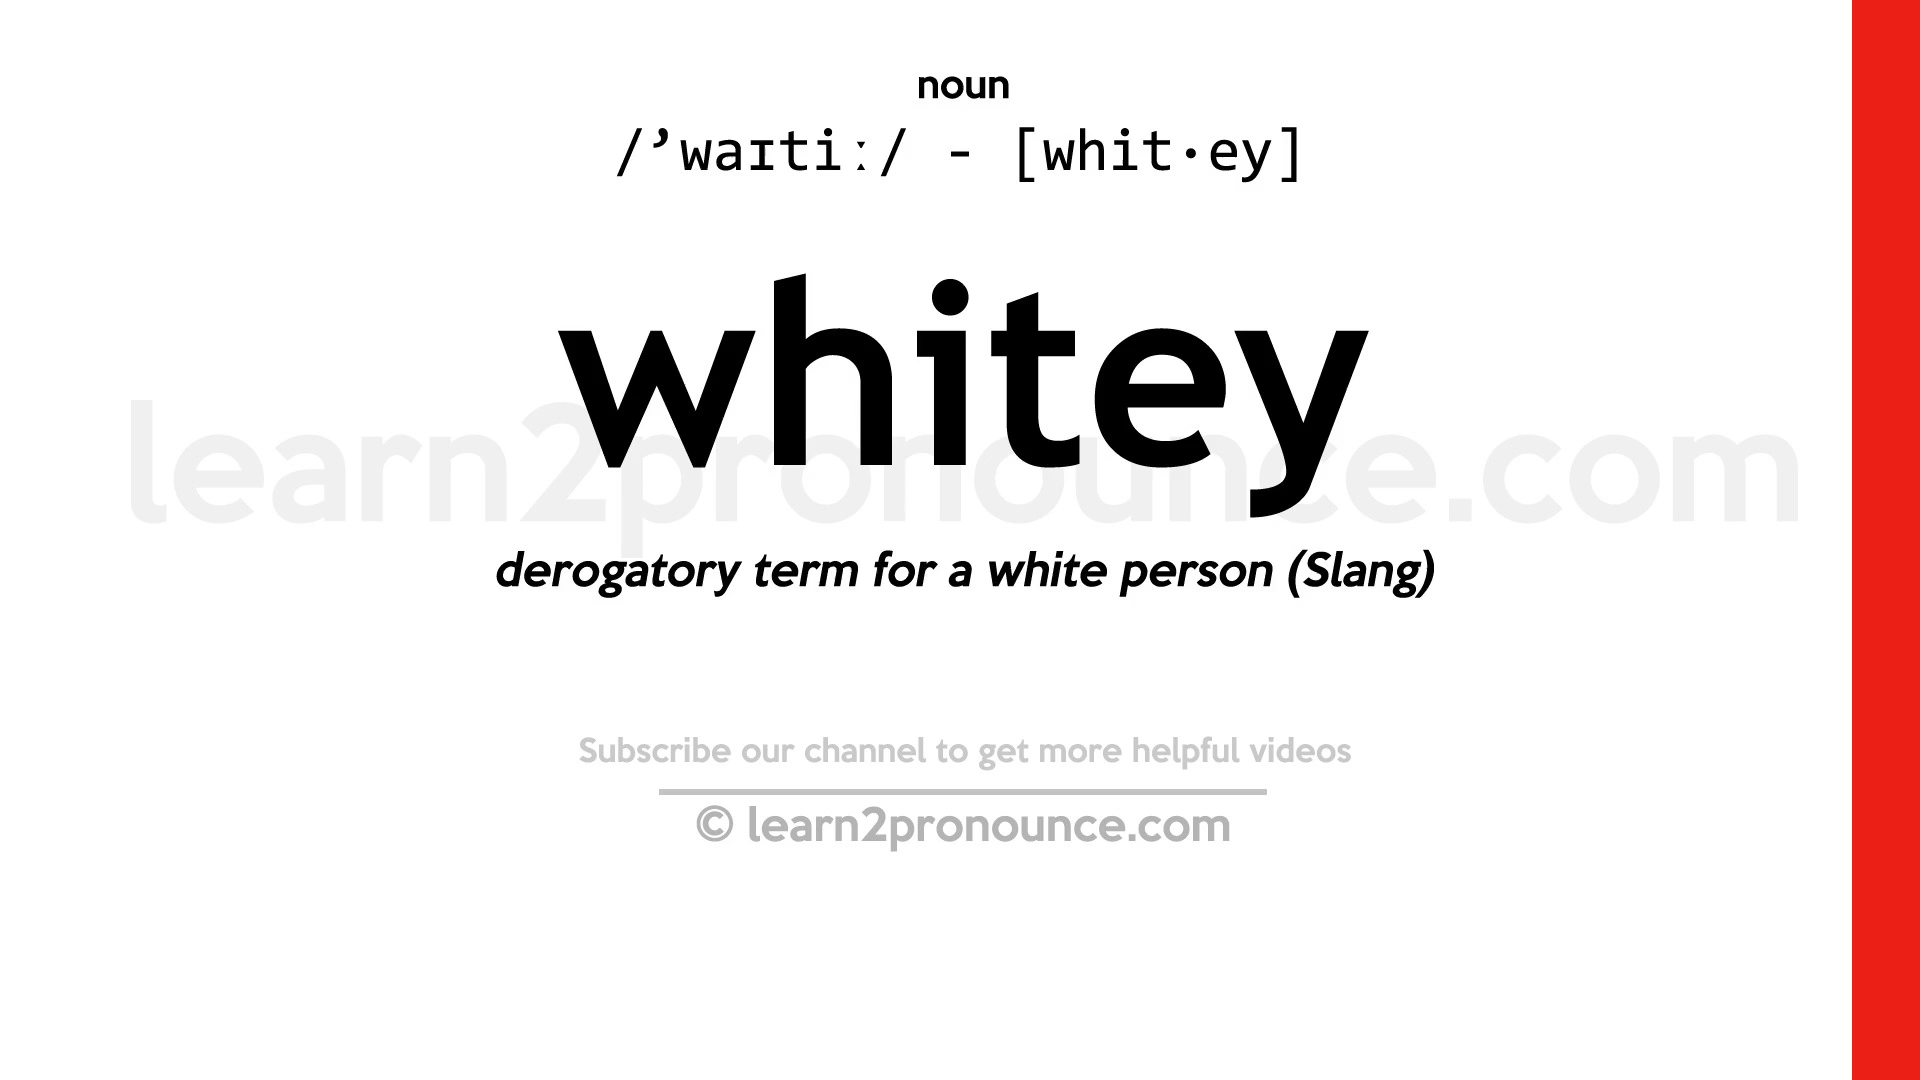 noun
/’waɪtiː/ - [whit·ey]
whitey
learn2pronounce.com
derogatory term for a white person (Slang)
Subscribe our channel to get more helpful videos
© learn2pronounce.com